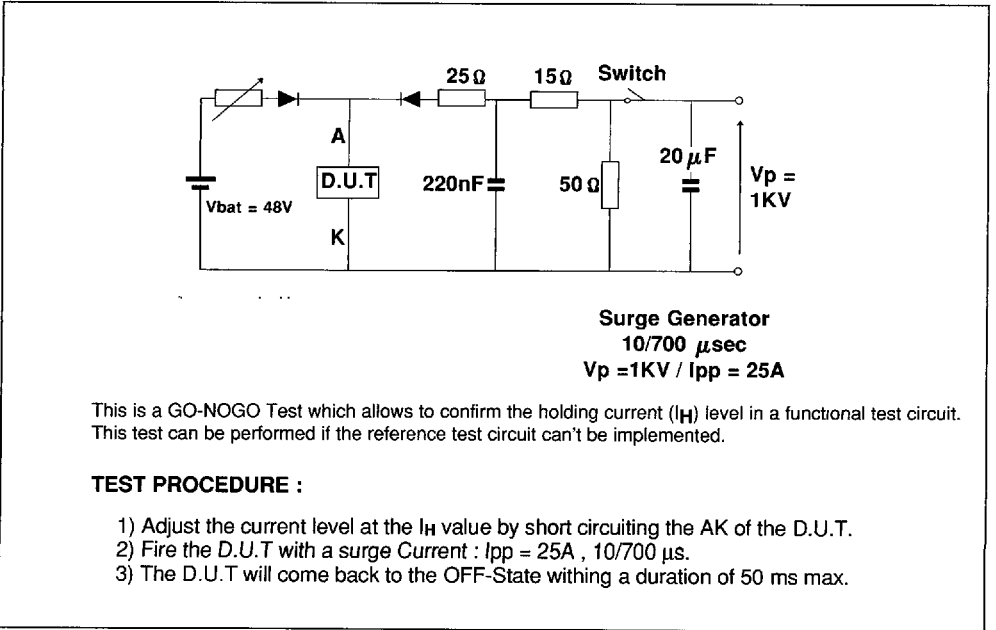 25Ω 15Ω Switch
A
D.U.T
K
Vbat = 48V
220nF
50 Ω
20 µF
Vp =
1KV
Surge Generator
10/700 µsec
Vp =1KV / Ipp = 25A
This is a GO-NOGO Test which allows to confirm the holding current (IH) level in a functional test circuit.
This test can be performed if the reference test circuit can't be implemented.
TEST PROCEDURE :
1) Adjust the current level at the IH value by short circuiting the AK of the D.U.T.
2) Fire the D.U.T with a surge Current : Ipp = 25A , 10/700 µs.
3) The D.U.T will come back to the OFF-State withing a duration of 50 ms max.